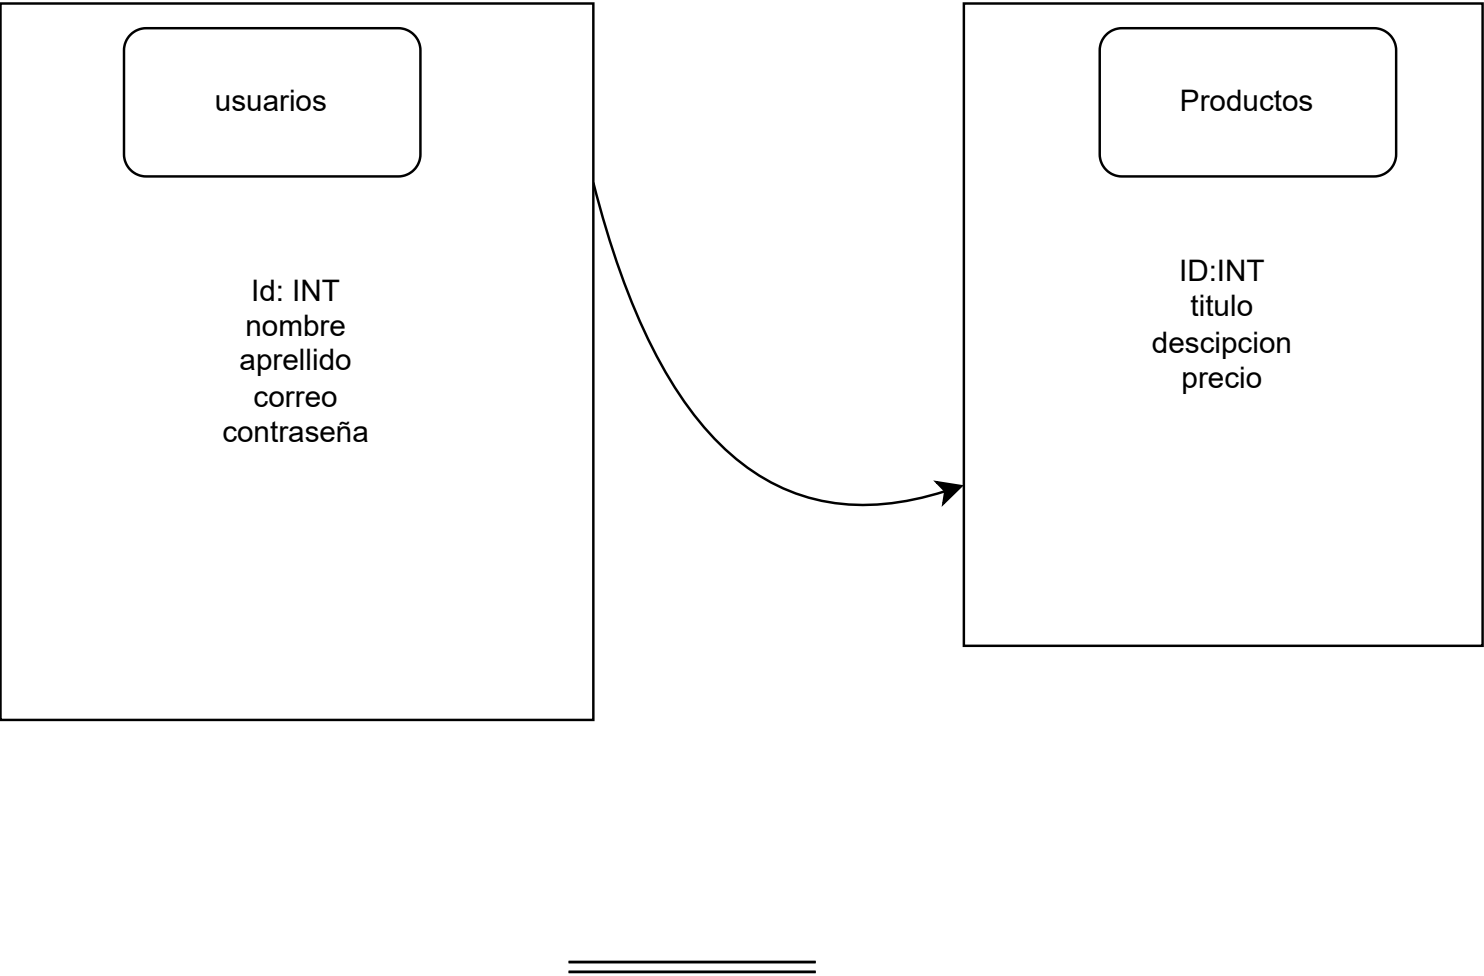 usuarios
Id: INT
nombre
aprellido
correo
contraseña
Productos
ID:INT
titulo
descipcion
precio